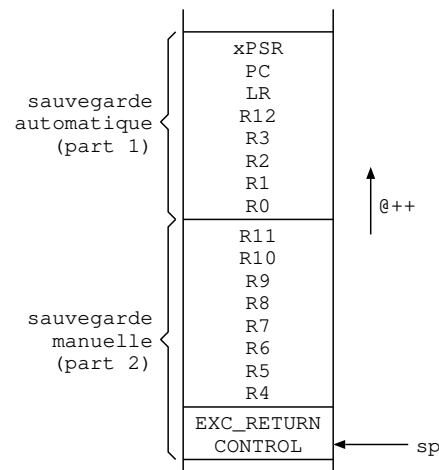 xPSR
PC
LR
R12
R3
R2
R1
R0
sauvegarde
automatique
(part 1)
@++
R11
R10
R9
R8
R7
R6
R5
R4
sauvegarde
manuelle
(part 2)
EXC_RETURN
CONTROL
sp